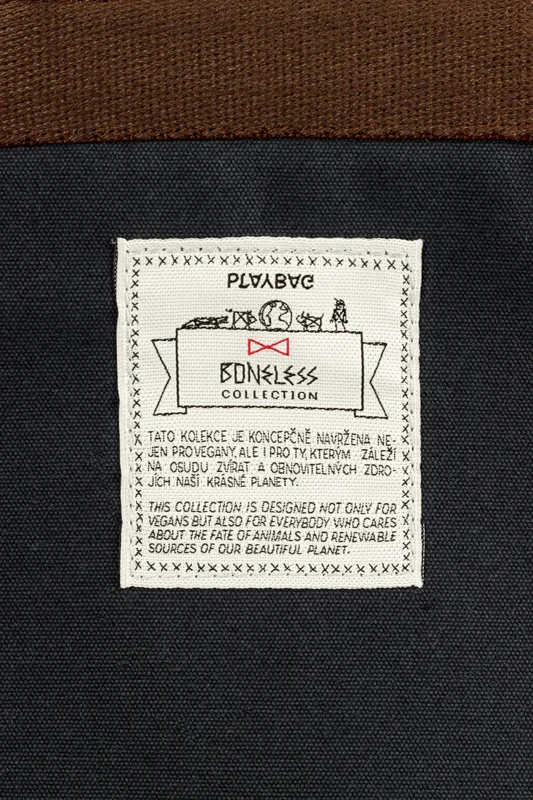 PLAYBAG
BONELESS
COLLECTION
TATO KOLEKCE JE KONCEPČNĚ NAVRŽENA NE-
JEN PRO VEGANY, ALE I PRO TY, KTERÝM ZÁLEŽÍ
NA OSUDU ZVÍŘAT A OBNOVITELNÝCH ZDRO-
JÍCH NAŠÍ KRÁSNÉ PLANETY.
THIS COLLECTION IS DESIGNED NOT ONLY FOR
VEGANS BUT ALSO FOR EVERYBODY WHO CARES
ABOUT THE FATE OF ANIMALS AND RENEWABLE
SOURCES OF OUR BEAUTIFUL PLANET.